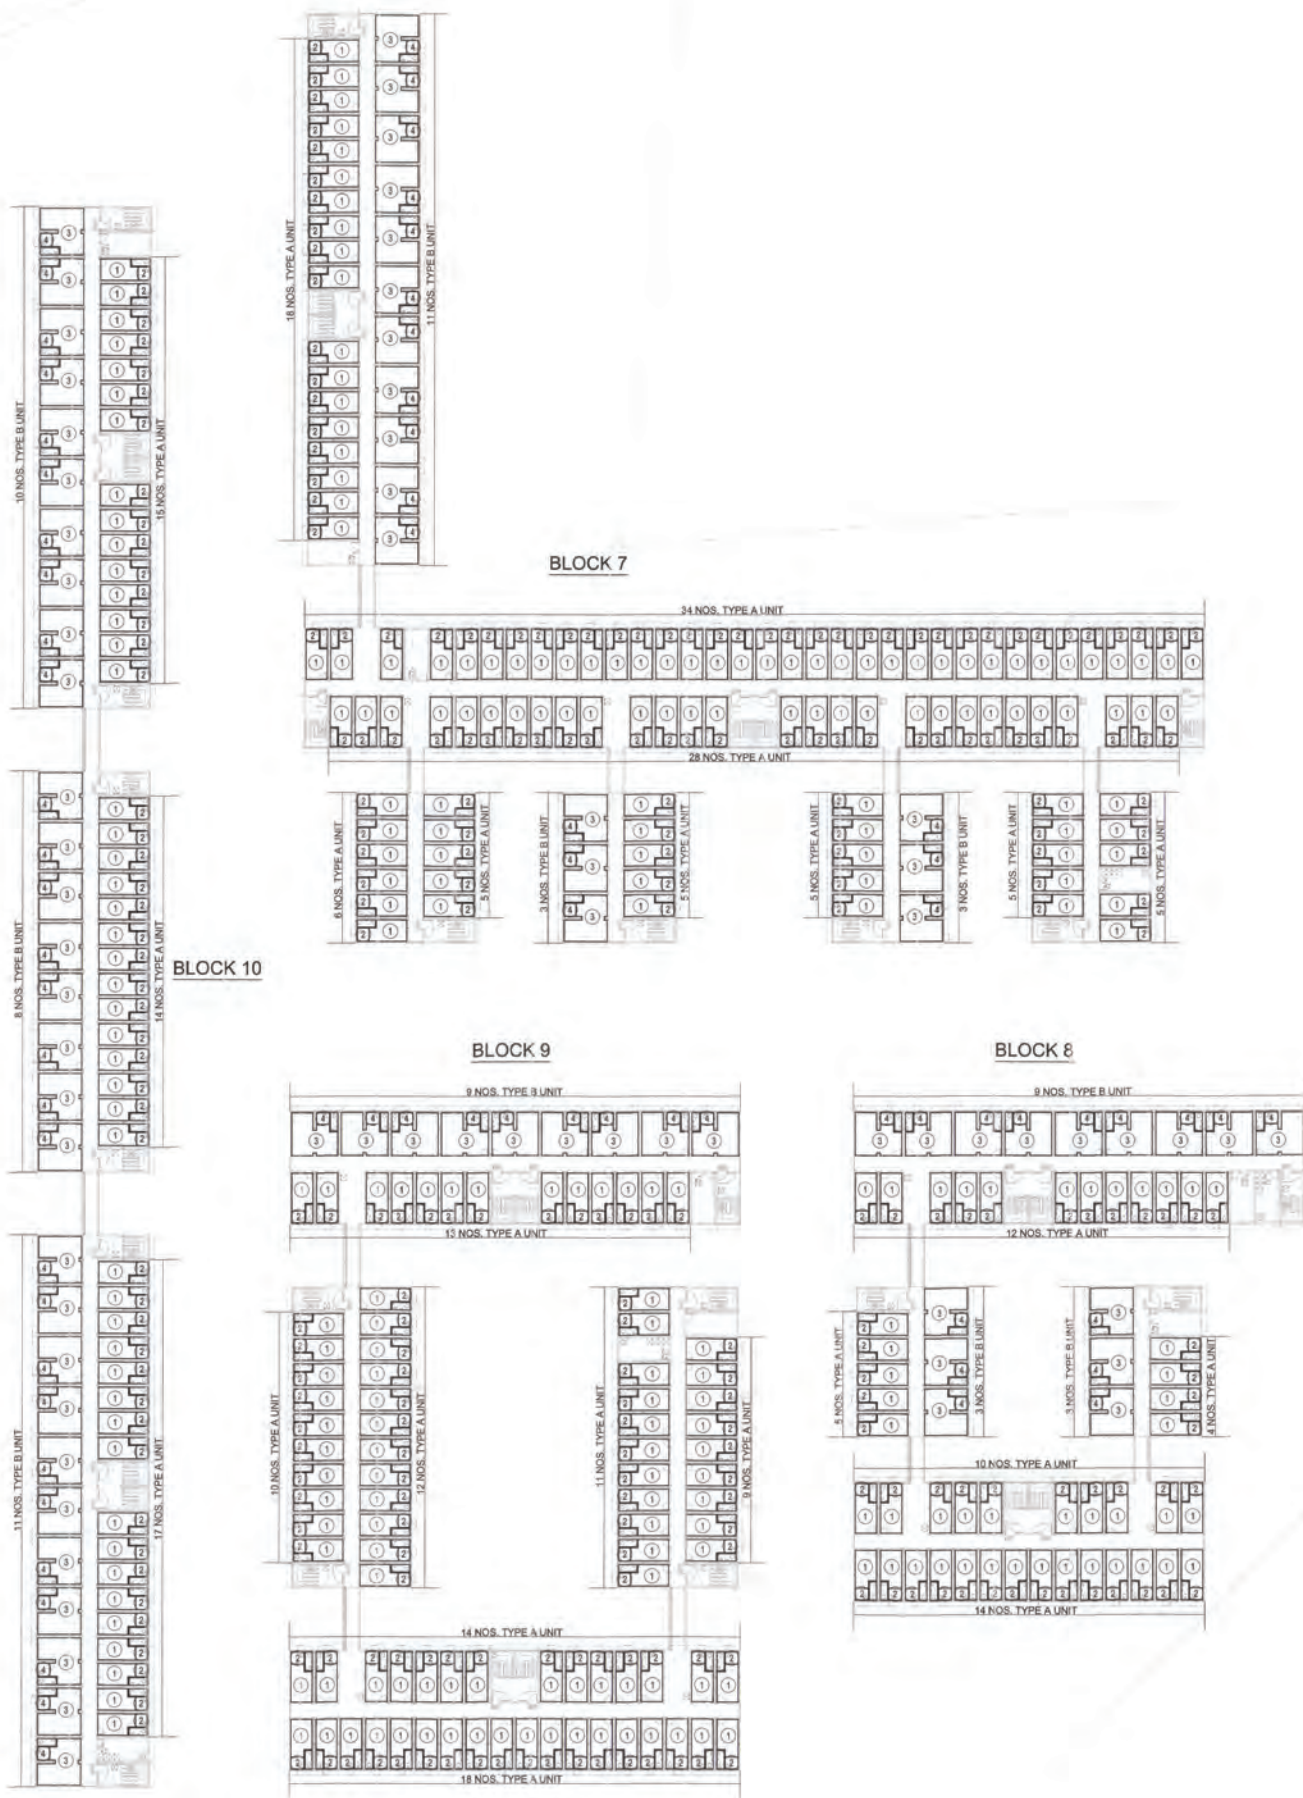 18 NOS. TYPE A UNIT
11 NOS. TYPE B UNIT
10 NOS. TYPE B UNIT
15 NOS. TYPE A UNIT
BLOCK 7
34 NOS. TYPE A UNIT
28 NOS. TYPE A UNIT
6 NOS. TYPE A UNIT
5 NOS. TYPE A UNIT
3 NOS. TYPE B UNIT
5 NOS. TYPE A UNIT
5 NOS. TYPE A UNIT
3 NOS. TYPE B UNIT
5 NOS. TYPE A UNIT
5 NOS. TYPE A UNIT
8 NOS. TYPE B UNIT
14 NOS. TYPE A UNIT
BLOCK 10
11 NOS. TYPE B UNIT
17 NOS. TYPE A UNIT
BLOCK 9
9 NOS. TYPE B UNIT
13 NOS. TYPE A UNIT
10 NOS. TYPE A UNIT
12 NOS. TYPE A UNIT
11 NOS. TYPE A UNIT
9 NOS. TYPE A UNIT
14 NOS. TYPE A UNIT
18 NOS. TYPE A UNIT
BLOCK 8
9 NOS. TYPE B UNIT
12 NOS. TYPE A UNIT
5 NOS. TYPE A UNIT
3 NOS. TYPE B UNIT
3 NOS. TYPE B UNIT
4 NOS. TYPE A UNIT
10 NOS. TYPE A UNIT
14 NOS. TYPE A UNIT